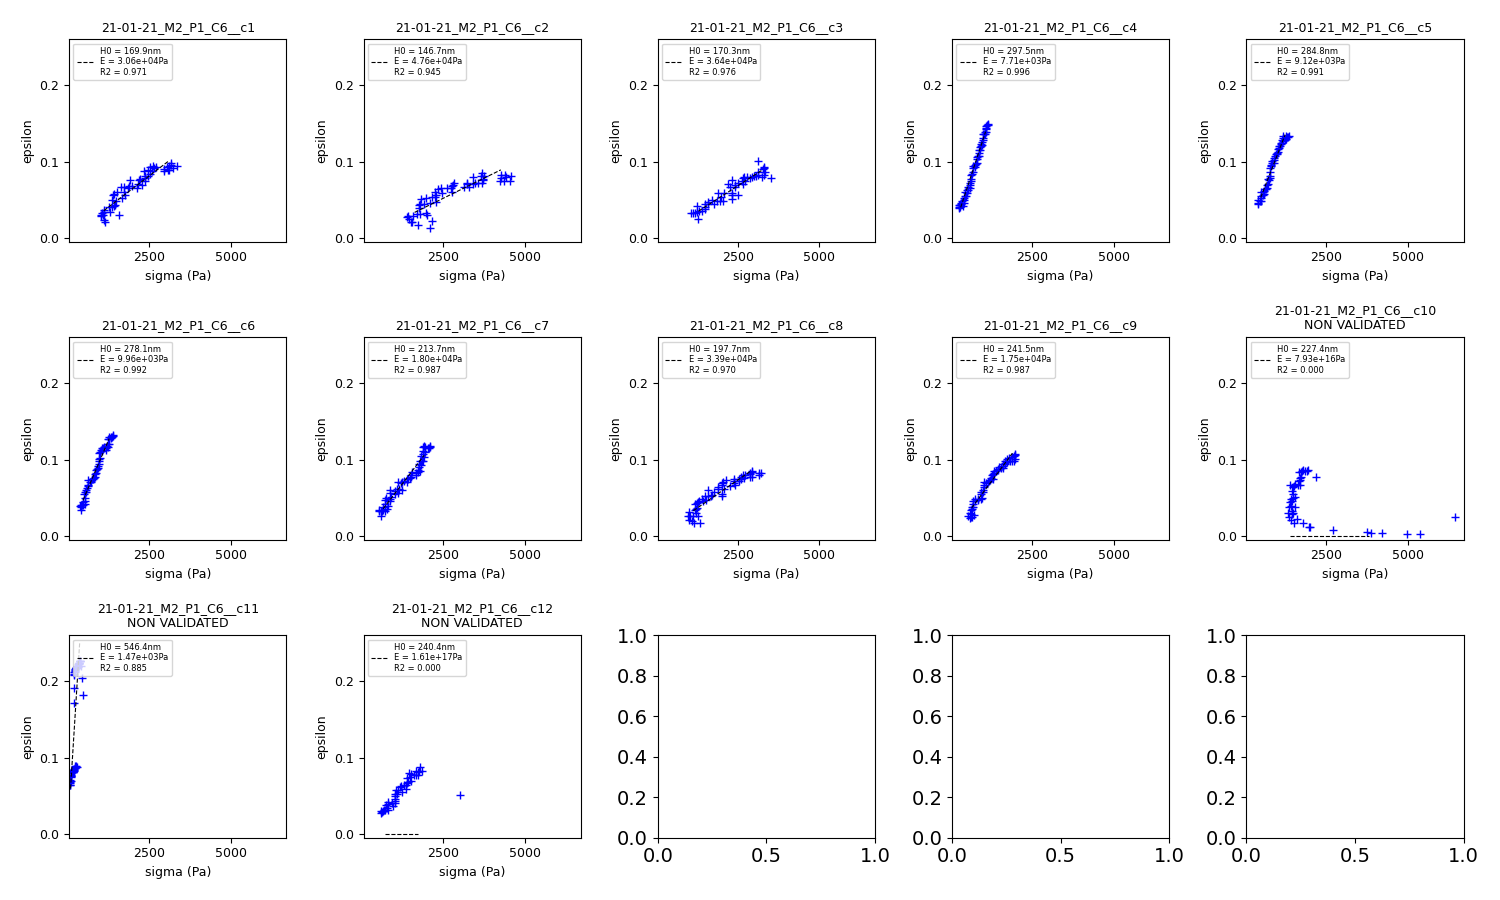 21-01-21_M2_P1_C6__c1
H0 = 169.9nm
E = 3.06e+04Pa
R2 = 0.971
epsilon
0.2
0.1
0.0
2500 5000
sigma (Pa)
21-01-21_M2_P1_C6__c2
H0 = 146.7nm
E = 4.76e+04Pa
R2 = 0.945
epsilon
0.2
0.1
0.0
2500 5000
sigma (Pa)
21-01-21_M2_P1_C6__c3
H0 = 170.3nm
E = 3.64e+04Pa
R2 = 0.976
epsilon
0.2
0.1
0.0
2500 5000
sigma (Pa)
21-01-21_M2_P1_C6__c4
H0 = 297.5nm
E = 7.71e+03Pa
R2 = 0.996
epsilon
0.2
0.1
0.0
2500 5000
sigma (Pa)
21-01-21_M2_P1_C6__c5
H0 = 284.8nm
E = 9.12e+03Pa
R2 = 0.991
epsilon
0.2
0.1
0.0
2500 5000
sigma (Pa)
21-01-21_M2_P1_C6__c6
H0 = 278.1nm
E = 9.96e+03Pa
R2 = 0.992
epsilon
0.2
0.1
0.0
2500 5000
sigma (Pa)
21-01-21_M2_P1_C6__c7
H0 = 213.7nm
E = 1.80e+04Pa
R2 = 0.987
epsilon
0.2
0.1
0.0
2500 5000
sigma (Pa)
21-01-21_M2_P1_C6__c8
H0 = 197.7nm
E = 3.39e+04Pa
R2 = 0.970
epsilon
0.2
0.1
0.0
2500 5000
sigma (Pa)
21-01-21_M2_P1_C6__c9
H0 = 241.5nm
E = 1.75e+04Pa
R2 = 0.987
epsilon
0.2
0.1
0.0
2500 5000
sigma (Pa)
21-01-21_M2_P1_C6__c10
NON VALIDATED
H0 = 227.4nm
E = 7.93e+16Pa
R2 = 0.000
epsilon
0.2
0.1
0.0
2500 5000
sigma (Pa)
21-01-21_M2_P1_C6__c11
NON VALIDATED
H0 = 546.4nm
E = 1.47e+03Pa
R2 = 0.885
epsilon
0.2
0.1
0.0
2500 5000
sigma (Pa)
21-01-21_M2_P1_C6__c12
NON VALIDATED
H0 = 240.4nm
E = 1.61e+17Pa
R2 = 0.000
epsilon
0.2
0.1
0.0
2500 5000
sigma (Pa)
1.0
0.8
0.6
0.4
0.2
0.0
0.0 0.5 1.0
1.0
0.8
0.6
0.4
0.2
0.0
0.0 0.5 1.0
1.0
0.8
0.6
0.4
0.2
0.0
0.0 0.5 1.0